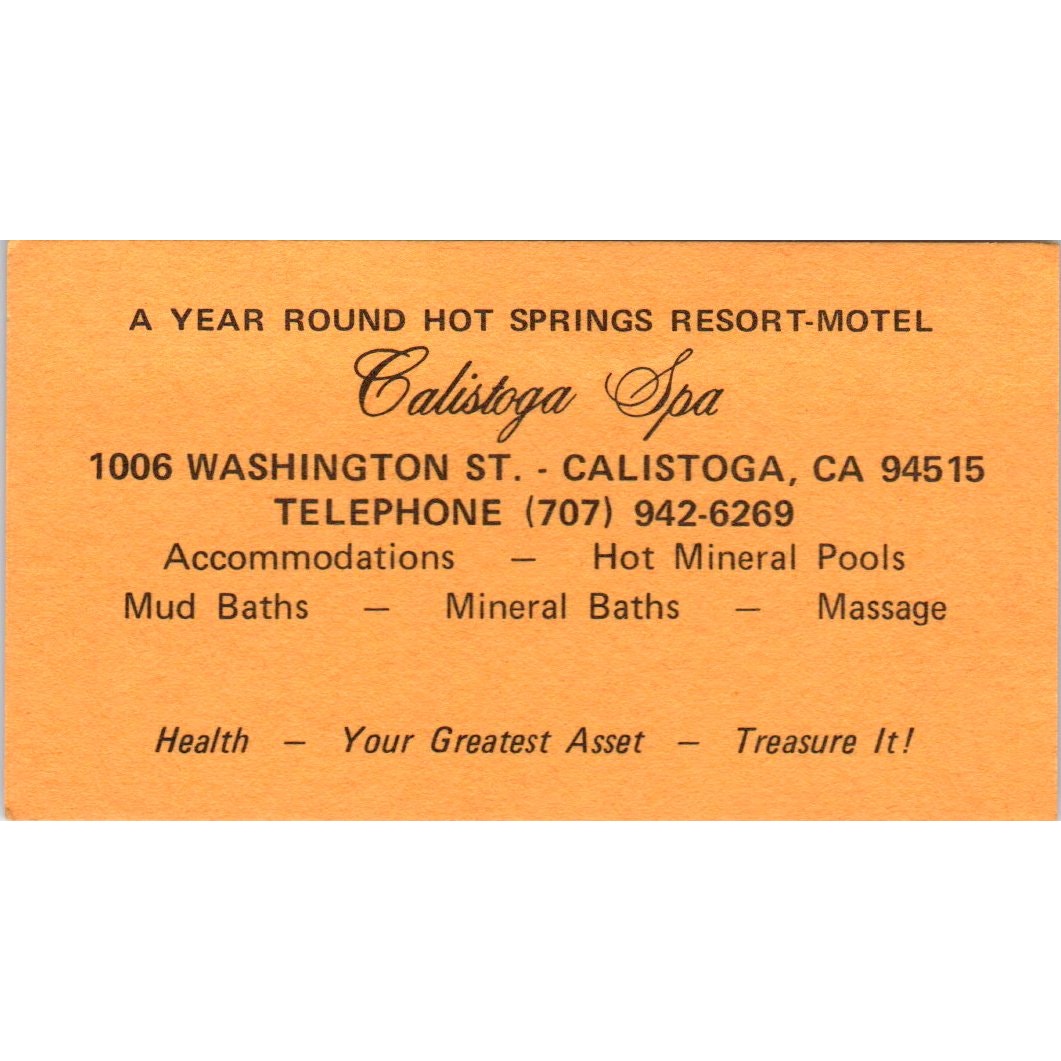 A YEAR ROUND HOT SPRINGS RESORT-MOTEL
Calistoga Spa
1006 WASHINGTON ST. - CALISTOGA, CA 94515
TELEPHONE (707) 942-6269
Accommodations — Hot Mineral Pools
Mud Baths — Mineral Baths — Massage
Health — Your Greatest Asset — Treasure It!